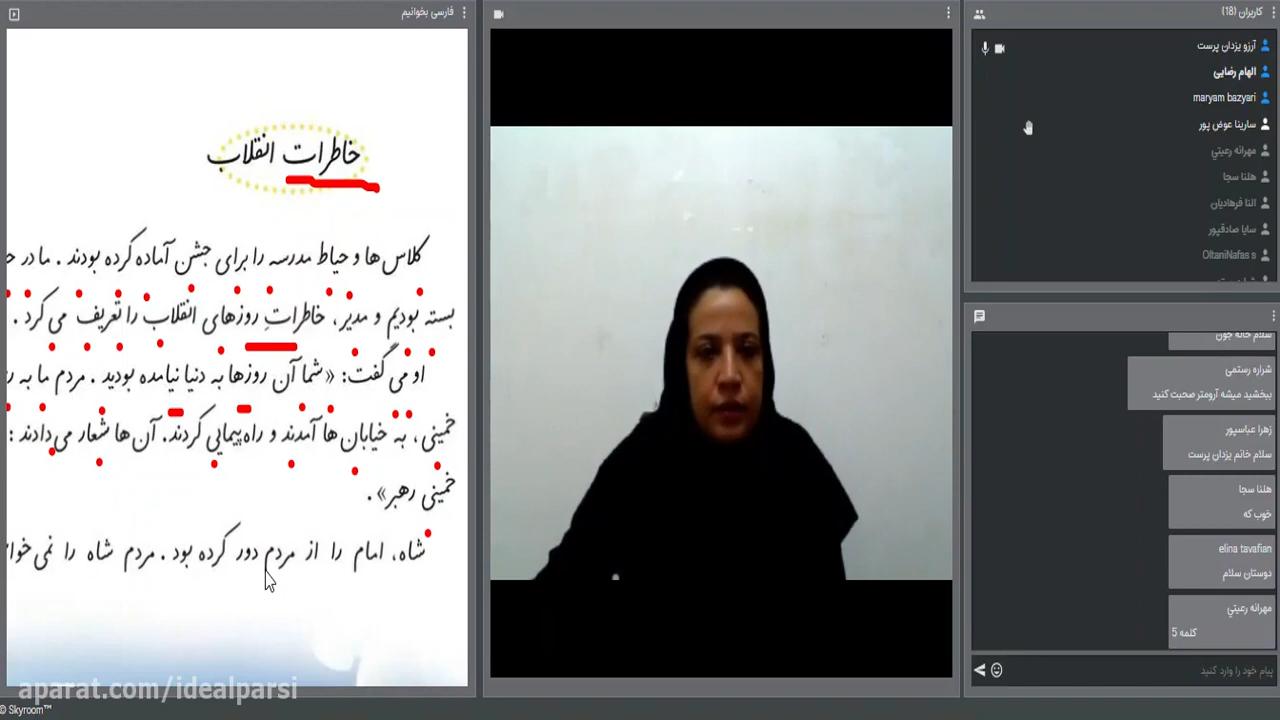 فارسی بخوانیم
خاطرات انقلاب
کلاس ها و حیاط مدرسه را برای جشن آماده کرده بودند . ما در
بسته بودیم و مدیر، خاطراتِ روزهای انقلاب را تعریف می کرد .
او می گفت: «شما آن روزها به دنیا نیامده بودید . مردم ما به
خمینی، به خیابان ها آمدند و راه پیمایی کردند. آن ها شعار می دادند :
خمینی رهبر» .
شاه، امام را از مردم دور کرده بود . مردم شاه را
aparat.com/idealparsi
© Skyroom™
کاربران (18)
آرزو یزدان پرست
الهام رضایی
maryam bazyari
سارینا عوض پور
مهرانه رعیتي
هلنا سجا
النا فرهادیان
سایا صادقپور
OltaniNafas s
سلام خانه جون
شراره رستمی
ببخشید میشه آرومتر صحبت کنید
زهرا عباسپور
سلام خانم یزدان پرست
هلنا سجا
خوب که
elina tavafian
دوستان سلام
مهرانه رعیتي
کلمه 5
پیام خود را وارد کنید